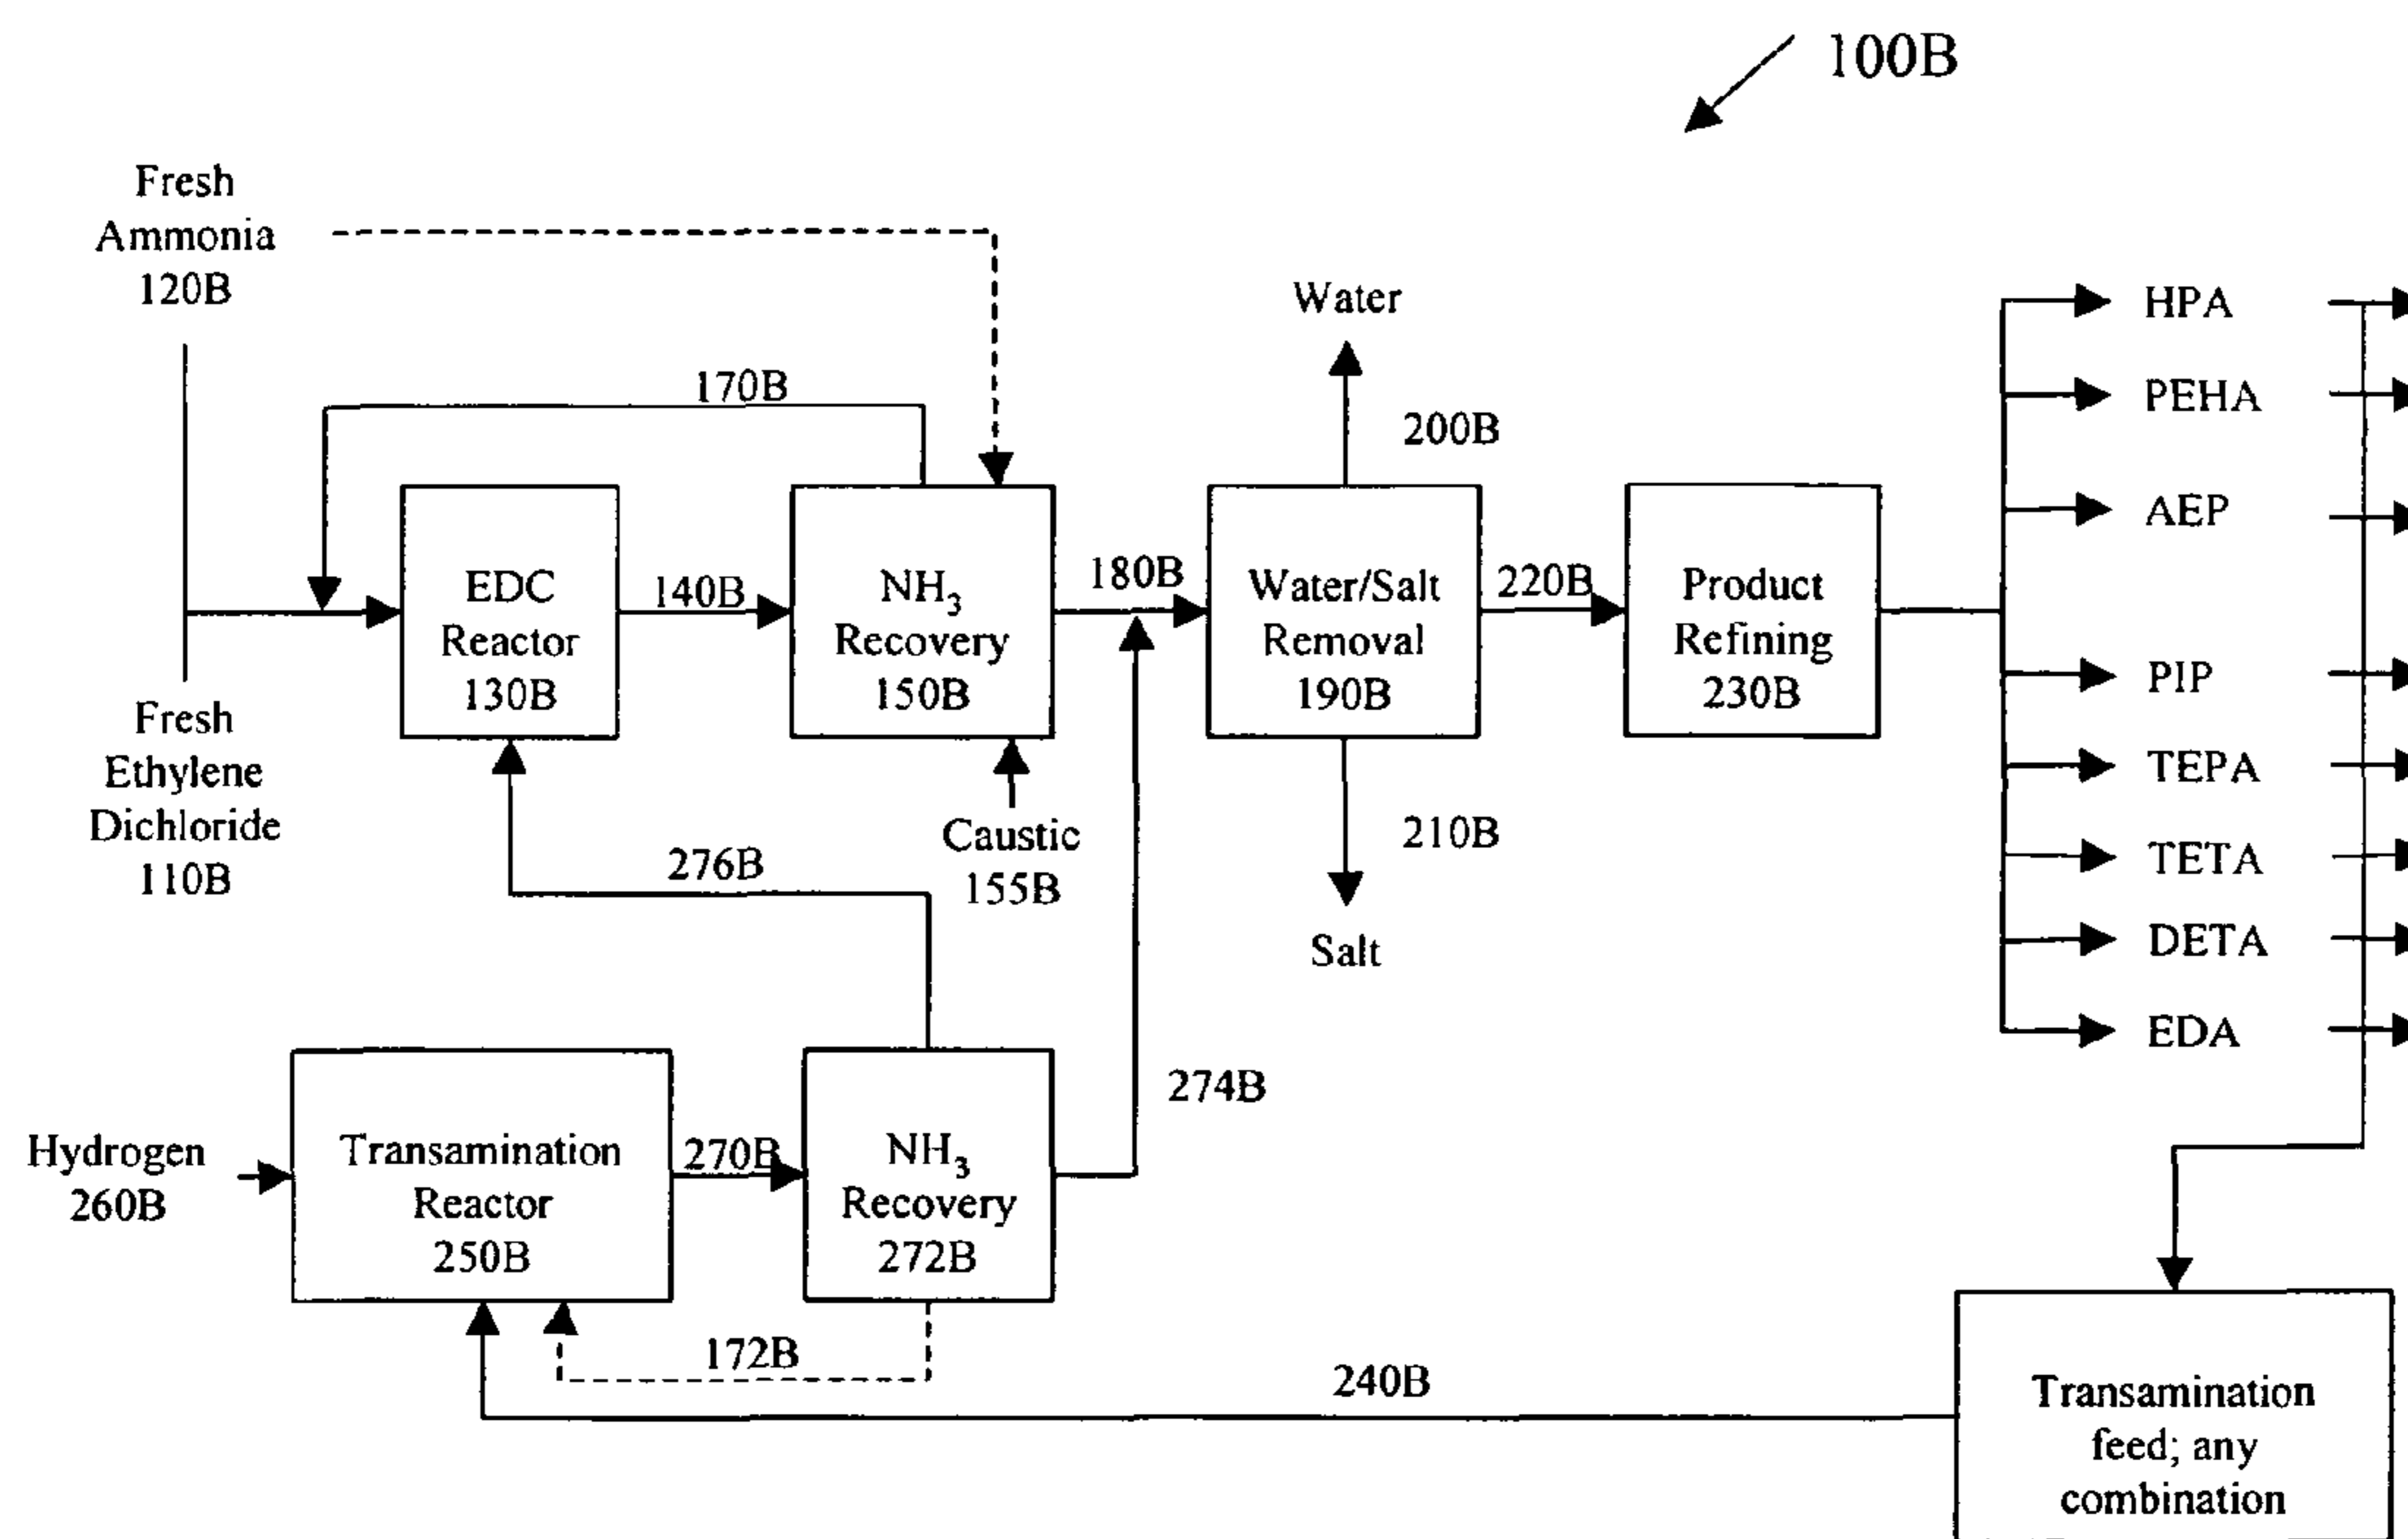 100B
Fresh
Ammonia
120B
170B
Water
200B
HPA
PEHA
AEP
PIP
TEPA
TETA
DETA
EDA
EDC
Reactor
130B
140B
NH3
Recovery
150B
180B
Water/Salt
Removal
190B
220B
Product
Refining
230B
Fresh
Ethylene
Dichloride
110B
Caustic
155B
210B
Salt
276B
274B
Hydrogen
260B
Transamination
Reactor
250B
270B
NH3
Recovery
272B
172B
240B
Transamination
feed; any
combination